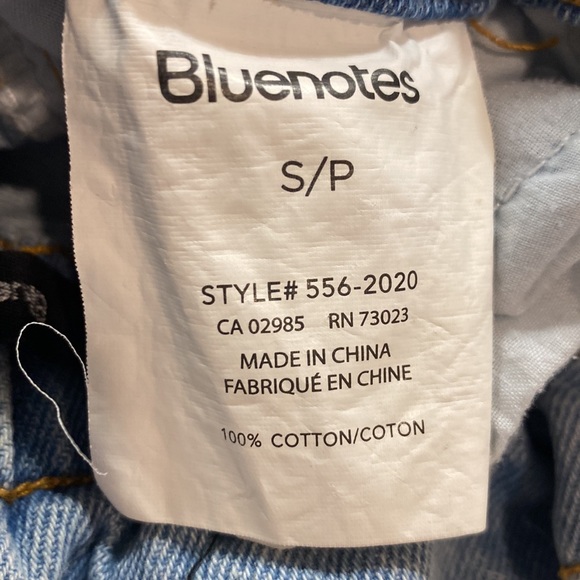 Bluenotes
S/P
STYLE# 556-2020
CA 02985 RN 73023
MADE IN CHINA
FABRIQUÉ EN CHINE
100% COTTON/COTON